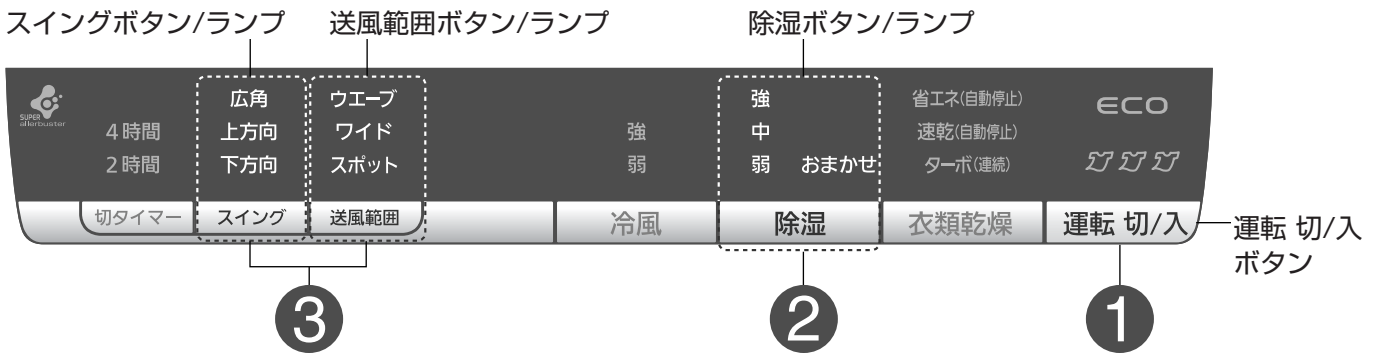 スイングボタン/ランプ
送風範囲ボタン/ランプ
除湿ボタン/ランプ
SUPER
allerbuster
4時間
2時間
切タイマー
広角
上方向
下方向
スイング
ウエーブ
ワイド
スポット
送風範囲
強
弱
冷風
強
中
弱 おまかせ
除湿
省エネ(自動停止)
速乾(自動停止)
ターボ(連続)
衣類乾燥
ECO
運転 切/入
運転 切/入
ボタン
3
2
1